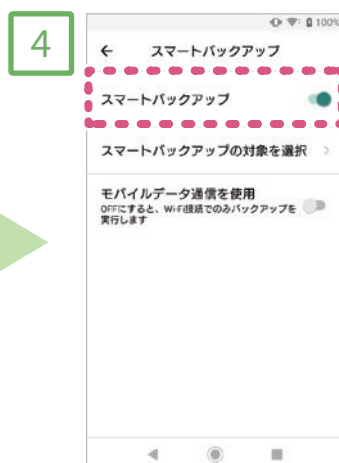 4
100%
スマートバックアップ
スマートバックアップ
スマートバックアップの対象を選択
モバイルデータ通信を使用
OFFにすると、Wi-Fi接続でのみバックアップを
実行します